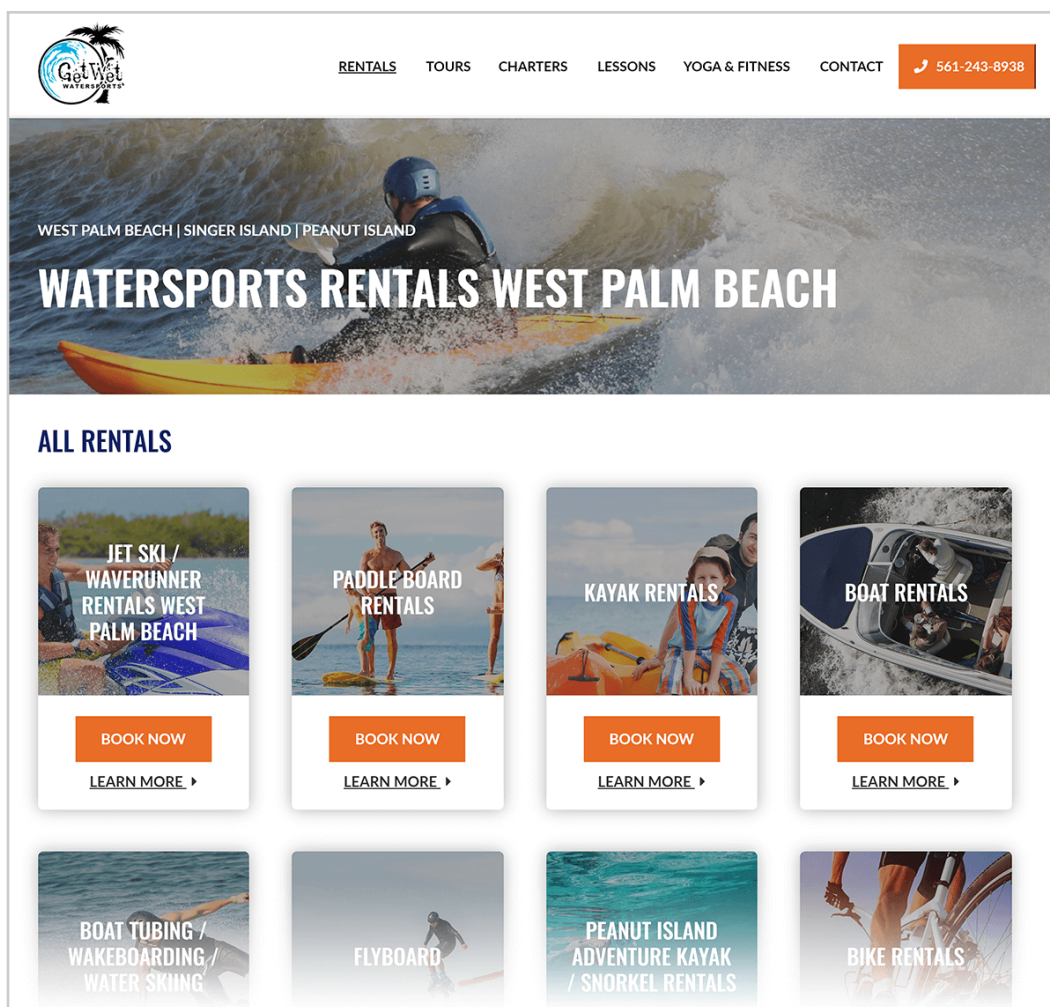 Get Wet
WATERSPORTS
RENTALS TOURS CHARTERS LESSONS YOGA & FITNESS CONTACT 561-243-8938
WEST PALM BEACH | SINGER ISLAND | PEANUT ISLAND
WATERSPORTS RENTALS WEST PALM BEACH
ALL RENTALS
JET SKI /
WAVERUNNER
RENTALS WEST
PALM BEACH
BOOK NOW
LEARN MORE
PADDLE BOARD
RENTALS
BOOK NOW
LEARN MORE
KAYAK RENTALS
BOOK NOW
LEARN MORE
BOAT RENTALS
BOOK NOW
LEARN MORE
BOAT TUBING /
WAKEBOARDING /
WATER SKIING
FLYBOARD
PEANUT ISLAND
ADVENTURE KAYAK
/ SNORKEL RENTALS
BIKE RENTALS